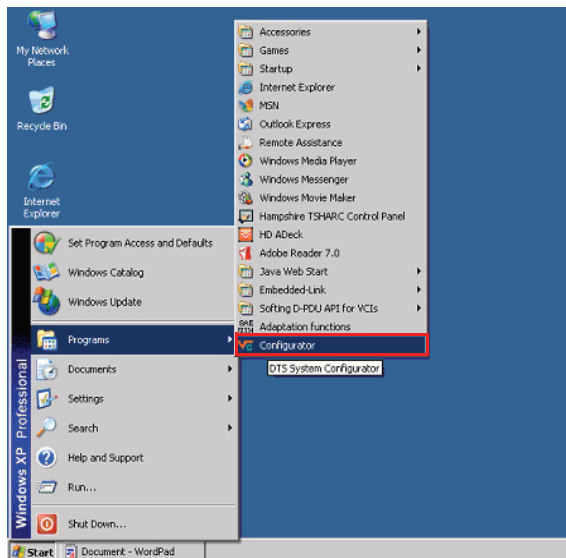 My Network
Places
Recycle Bin
Internet
Explorer
Set Program Access and Defaults
Windows Catalog
Windows Update
Programs
Documents
Settings
Search
Help and Support
Run...
Shut Down...
Windows XP Professional
Accessories
Games
Startup
Internet Explorer
MSN
Outlook Express
Remote Assistance
Windows Media Player
Windows Messenger
Windows Movie Maker
Hampshire TSHARC Control Panel
HD ADeck
Adobe Reader 7.0
Java Web Start
Embedded-Link
Softing D-PDU API for VCIs
SAE
J2534
Adaptation functions
Configurator
DTS System Configurator
Start
Document - WordPad